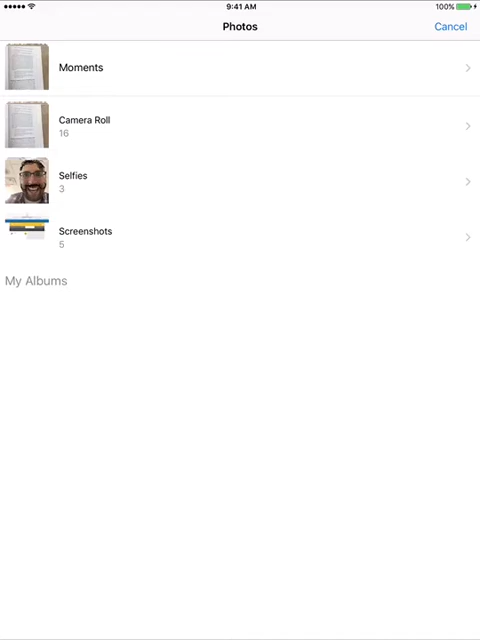 9:41 AM
100%
Photos
Cancel
Moments
Camera Roll
16
Selfies
3
Screenshots
5
My Albums